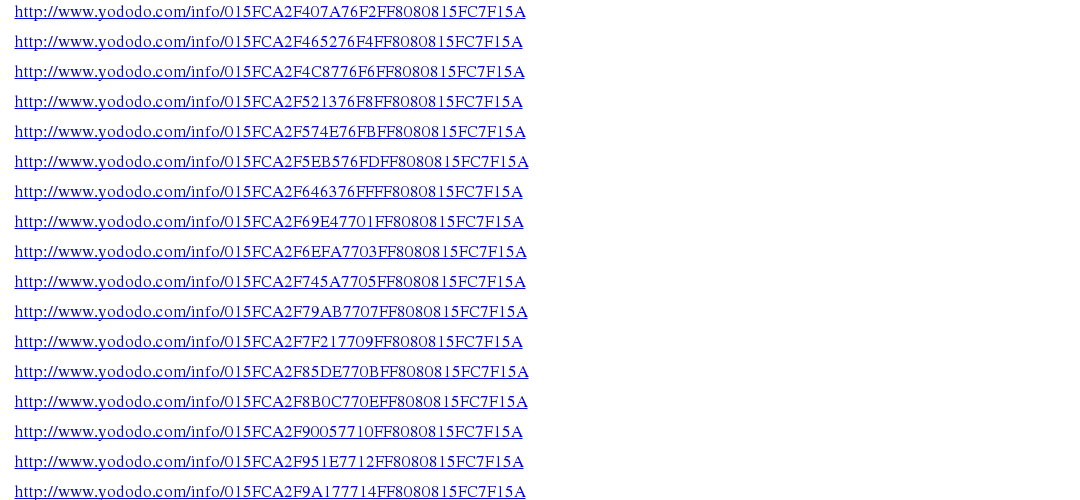 http://www.yododo.com/info/015FCA2F407A76F2FF8080815FC7F15A
http://www.yododo.com/info/015FCA2F465276F4FF8080815FC7F15A
http://www.yododo.com/info/015FCA2F4C8776F6FF8080815FC7F15A
http://www.yododo.com/info/015FCA2F521376F8FF8080815FC7F15A
http://www.yododo.com/info/015FCA2F574E76FBFF8080815FC7F15A
http://www.yododo.com/info/015FCA2F5EB576FDFF8080815FC7F15A
http://www.yododo.com/info/015FCA2F646376FFFF8080815FC7F15A
http://www.yododo.com/info/015FCA2F69E47701FF8080815FC7F15A
http://www.yododo.com/info/015FCA2F6EFA7703FF8080815FC7F15A
http://www.yododo.com/info/015FCA2F745A7705FF8080815FC7F15A
http://www.yododo.com/info/015FCA2F79AB7707FF8080815FC7F15A
http://www.yododo.com/info/015FCA2F7F217709FF8080815FC7F15A
http://www.yododo.com/info/015FCA2F85DE770BFF8080815FC7F15A
http://www.yododo.com/info/015FCA2F8B0C770EFF8080815FC7F15A
http://www.yododo.com/info/015FCA2F90057710FF8080815FC7F15A
http://www.yododo.com/info/015FCA2F951E7712FF8080815FC7F15A
http://www.yododo.com/info/015FCA2F9A177714FF8080815FC7F15A